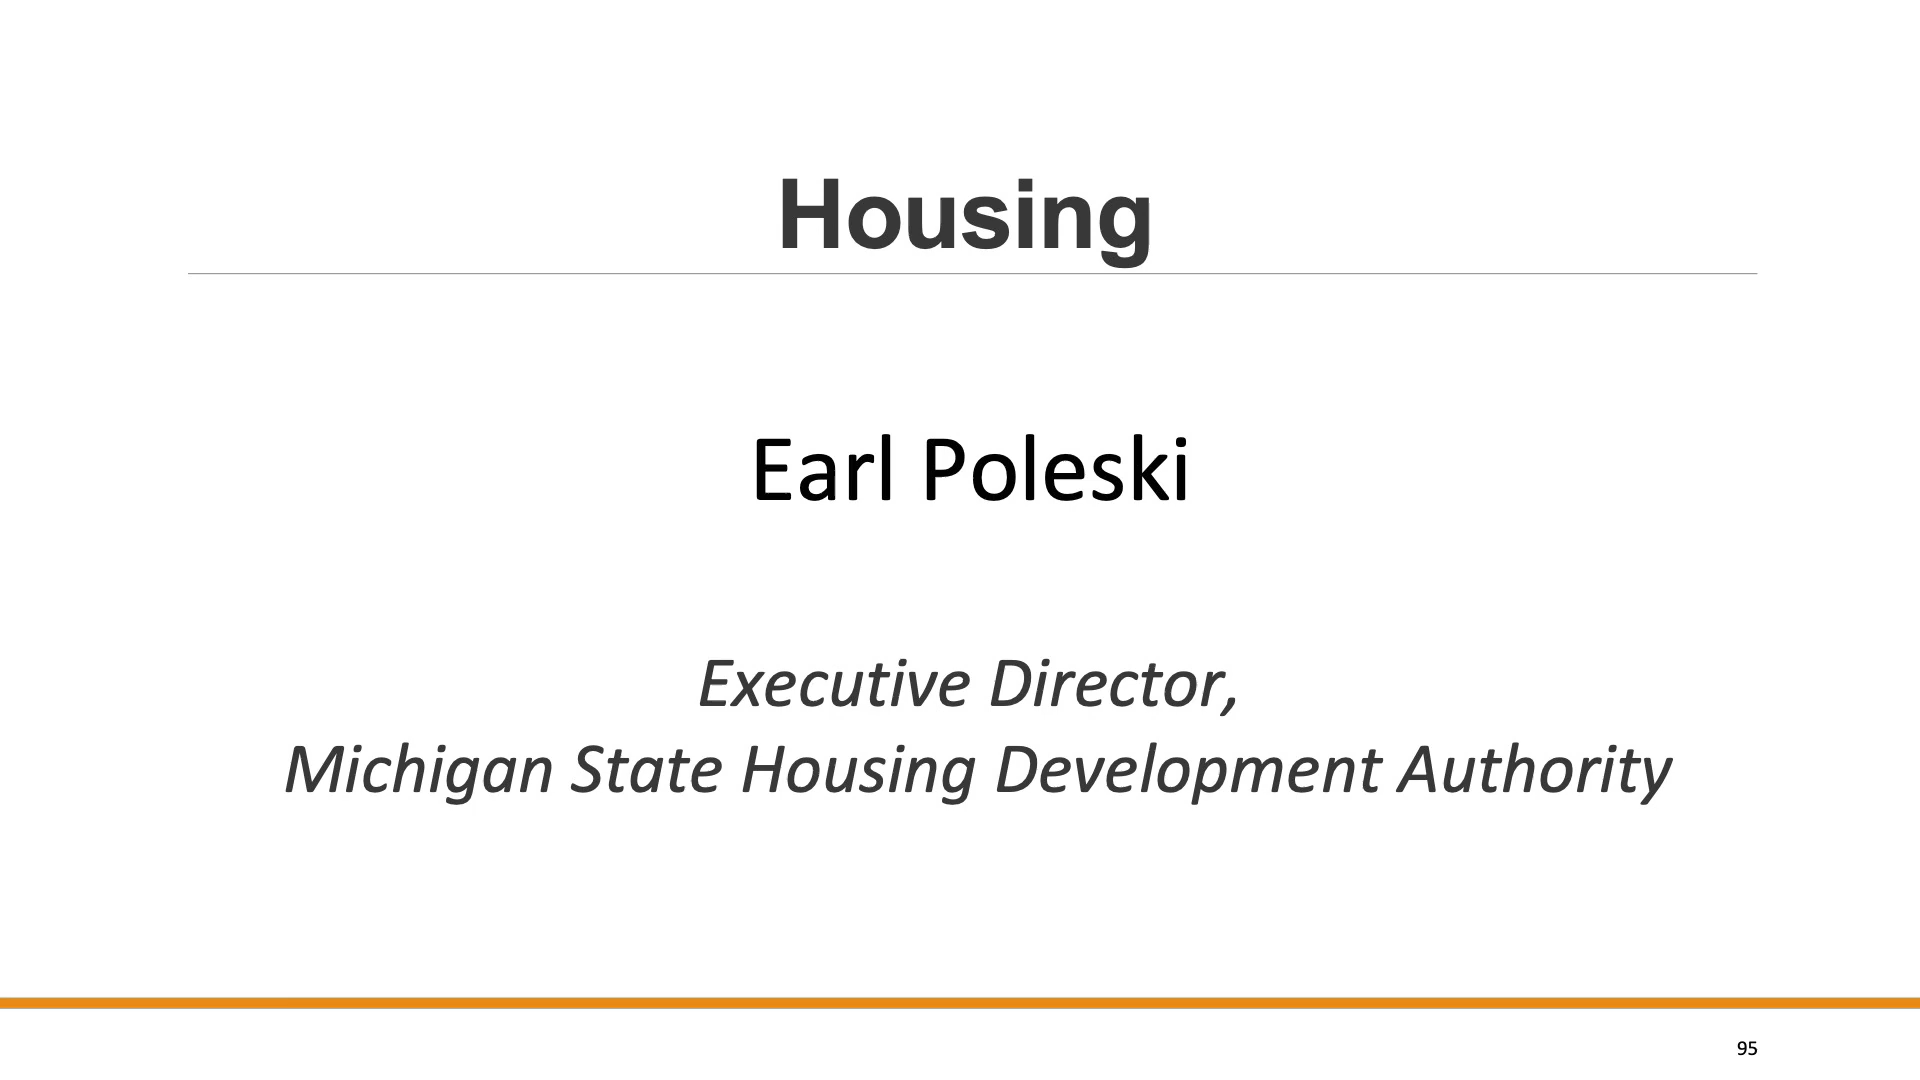 Housing
Earl Poleski
Executive Director,
Michigan State Housing Development Authority
95